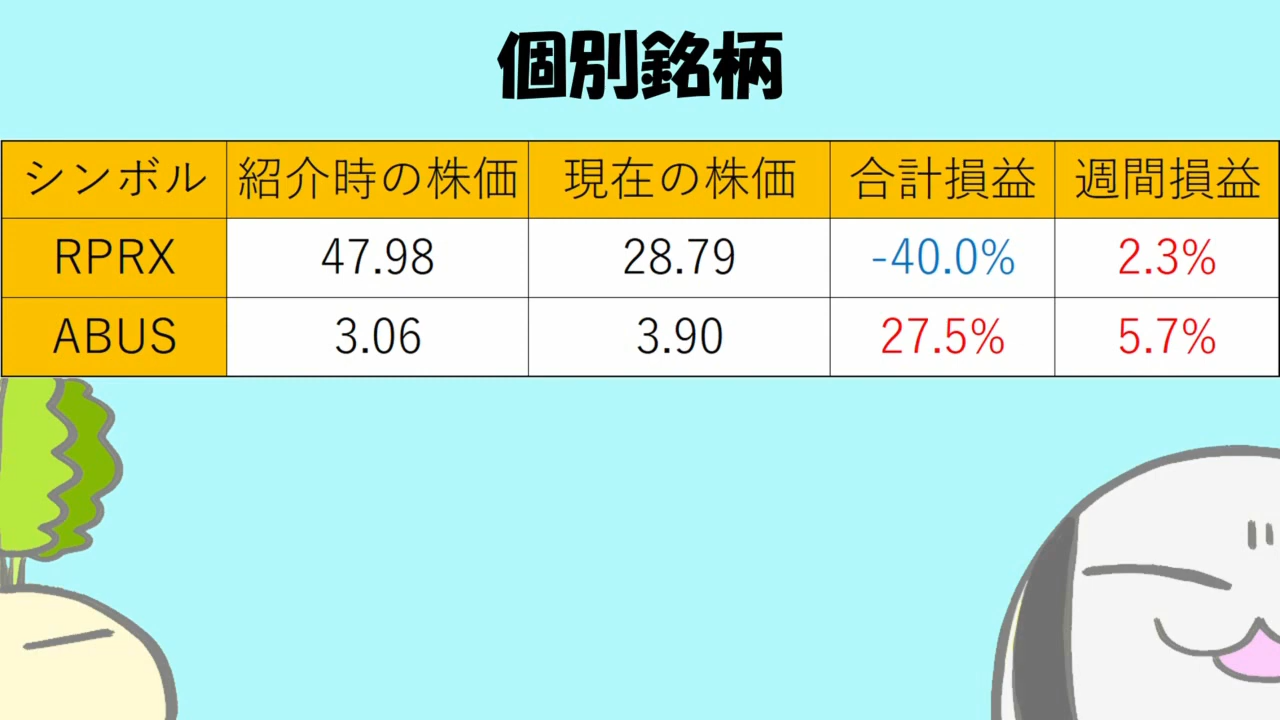 個別銘柄
シンボル 紹介時の株価 現在の株価 合計損益 週間損益
RPRX 47.98 28.79 -40.0% 2.3%
ABUS 3.06 3.90 27.5% 5.7%